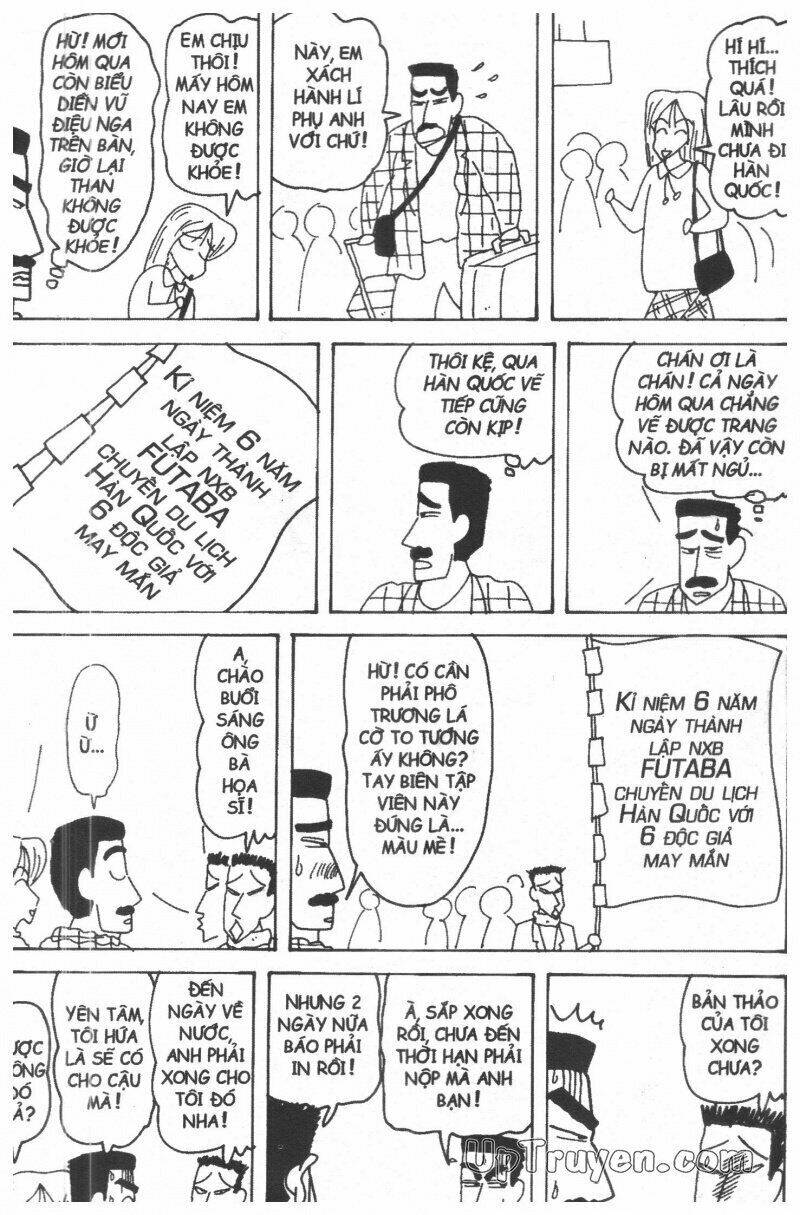 HÍ HÍ...
THÍCH
QUÁ!
LÂU RỒI
MÌNH
CHƯA ĐI
HÀN
QUỐC!
NÀY, EM
XÁCH
HÀNH LÍ
PHỤ ANH
VỚI CHỨ!
EM CHỊU
THÔI!
MẤY HÔM
NAY EM
KHÔNG
ĐƯỢC
KHỎE!
HỪ! MỚI
HÔM QUA
CÒN BIỂU
DIỄN VŨ
ĐIỆU NGA
TRÊN BÀN,
GIỜ LẠI
THAN
KHÔNG
ĐƯỢC
KHỎE!
CHÁN ƠI LÀ
CHÁN! CẢ NGÀY
HÔM QUA CHẲNG
VẼ ĐƯỢC TRANG
NÀO. ĐÃ VẬY CÒN
BỊ MẤT NGỦ...
THÔI KỆ, QUA
HÀN QUỐC VẼ
TIẾP CŨNG
CÒN KỊP!
KỈ NIỆM 6 NĂM
NGÀY THÀNH
LẬP NXB
FUTABA
CHUYẾN DU LỊCH
HÀN QUỐC VỚI
6 ĐỘC GIẢ
MAY MẮN
KỈ NIỆM 6 NĂM
NGÀY THÀNH
LẬP NXB
FUTABA
CHUYẾN DU LỊCH
HÀN QUỐC VỚI
6 ĐỘC GIẢ
MAY MẮN
HỪ! CÓ CẦN
PHẢI PHÔ
TRƯƠNG LÁ
CỜ TO TƯỚNG
ẤY KHÔNG?
TAY BIÊN TẬP
VIÊN NÀY
ĐÚNG LÀ...
MÀU MÈ!
A,
CHÀO
BUỔI
SÁNG
ÔNG
BÀ
HỌA
SĨ!
Ừ
Ừ...
BẢN THẢO
CỦA TÔI
XONG
CHƯA?
À, SẮP XONG
RỒI, CHƯA ĐẾN
THỜI HẠN PHẢI
NỘP MÀ ANH
BẠN!
NHƯNG 2
NGÀY NỮA
BÁO PHẢI
IN RỒI!
ĐẾN
NGÀY VỀ
NƯỚC,
ANH PHẢI
XONG CHO
TÔI ĐÓ
NHA!
YÊN TÂM,
TÔI HỨA
LÀ SẼ CÓ
CHO CẬU
MÀ!
ƯỢC
ÔNG
ĐÓ
Ả?
UpTruyen.com